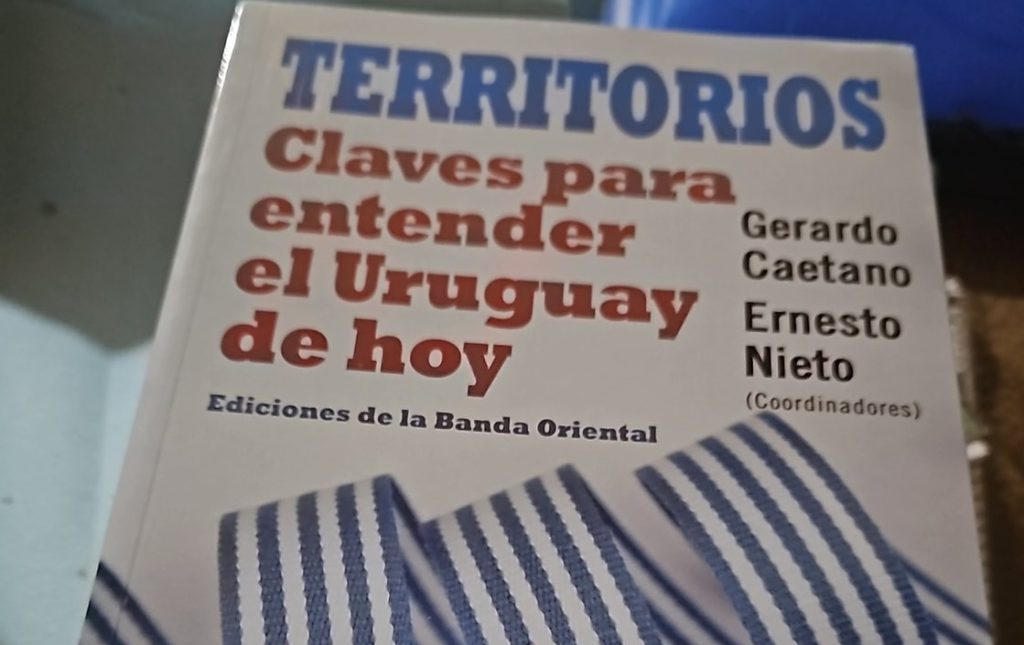 TERRITORIOS
Claves para
entender
el Uruguay
de hoy
Gerardo
Caetano
Ernesto
Nieto
(Coordinadores)
Ediciones de la Banda Oriental